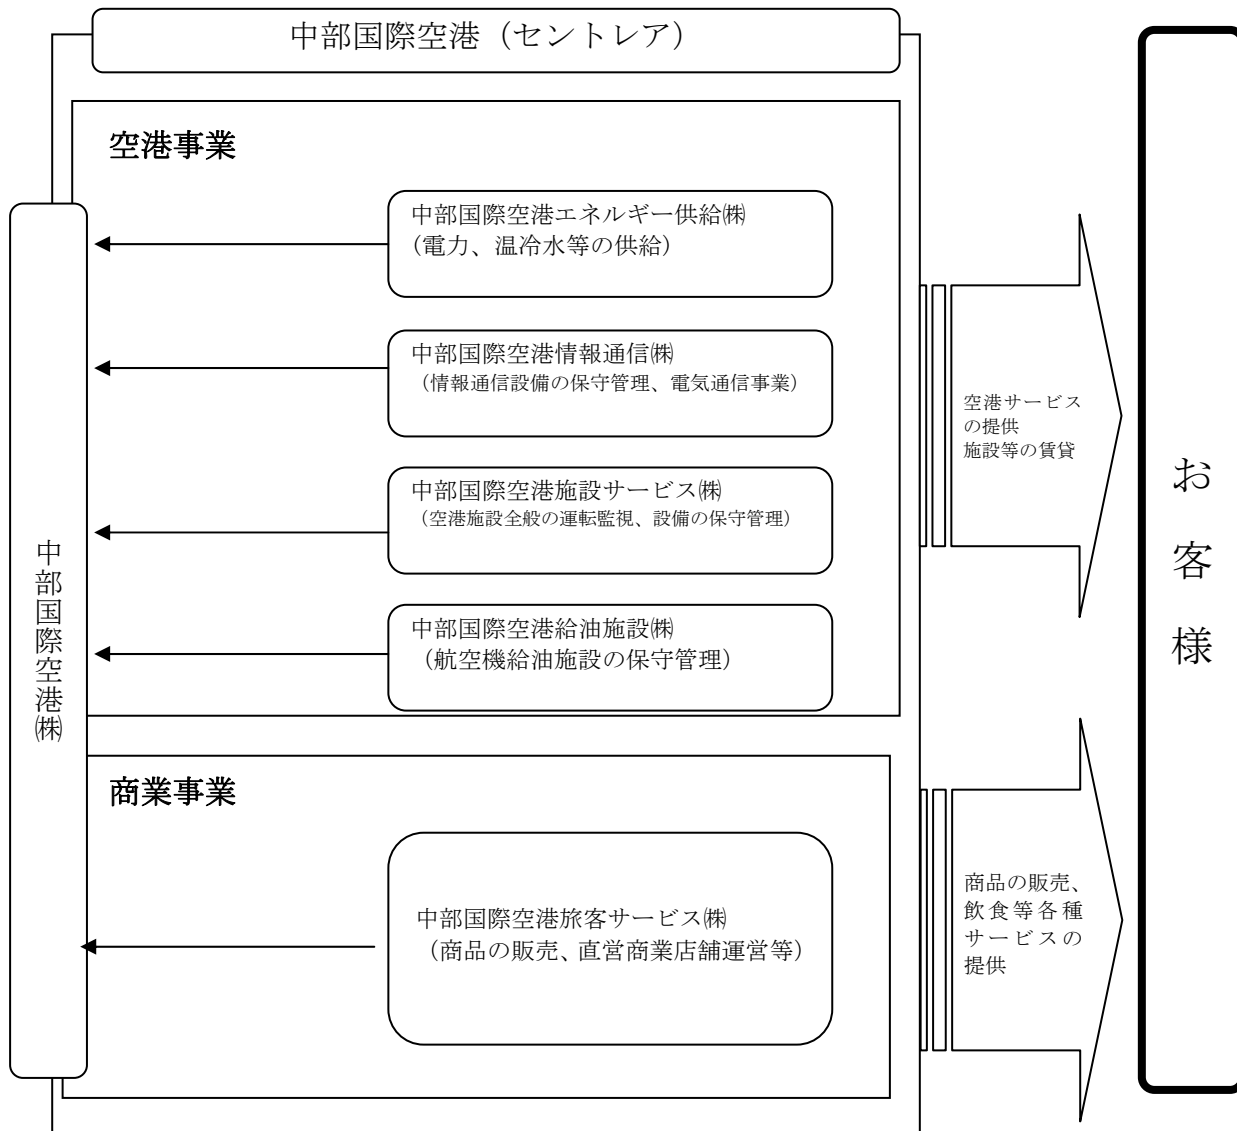 中部国際空港（セントレア）
空港事業
中部国際空港エネルギー供給㈱
（電力、温冷水等の供給）
中部国際空港情報通信㈱
（情報通信設備の保守管理、電気通信事業）
中部国際空港施設サービス㈱
（空港施設全般の運転監視、設備の保守管理）
中部国際空港給油施設㈱
（航空機給油施設の保守管理）
商業事業
中部国際空港旅客サービス㈱
（商品の販売、直営商業店舗運営等）
中部国際空港㈱
空港サービス
の提供
施設等の賃貸
商品の販売、
飲食等各種
サービスの
提供
お客様